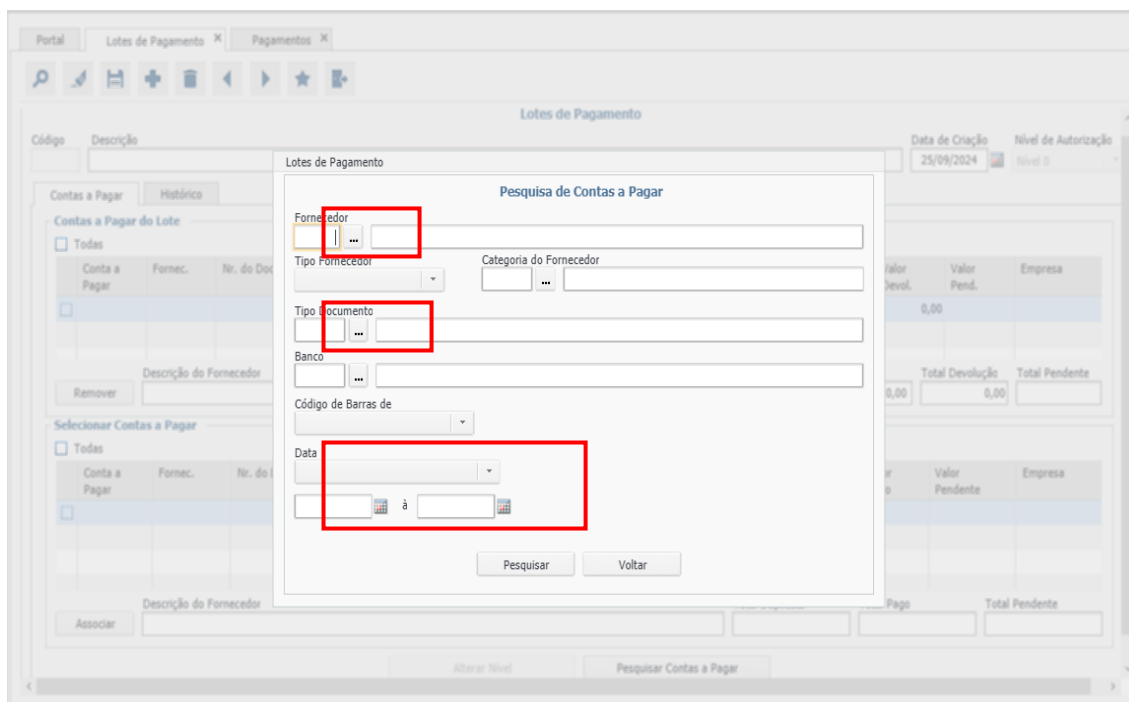 Portal Lotes de Pagamento × Pagamentos ×
Lotes de Pagamento
Código Descrição Data de Criação Nível de Autorização
25/09/2024 Nível 0
Lotes de Pagamento
Pesquisa de Contas a Pagar
Contas a Pagar Histórico
Fornecedor
...
Contas a Pagar do Lote
Todas
Tipo Fornecedor Categoria do Fornecedor
...
Conta a Pagar Fornec. Nr. do Doc Valor Pend. Empresa
0,00
Tipo Documento
...
Banco
...
Descrição do Fornecedor Total Devolução Total Pendente
Remover 0,00 0,00
Código de Barras de
Selecionar Contas a Pagar
Todas
Data
Conta a Pagar Fornec. Valor Pendente Empresa
à
Pesquisar Voltar
Descrição do Fornecedor Pago Total Pendente
Associar
Alterar Nível Pesquisar Contas a Pagar